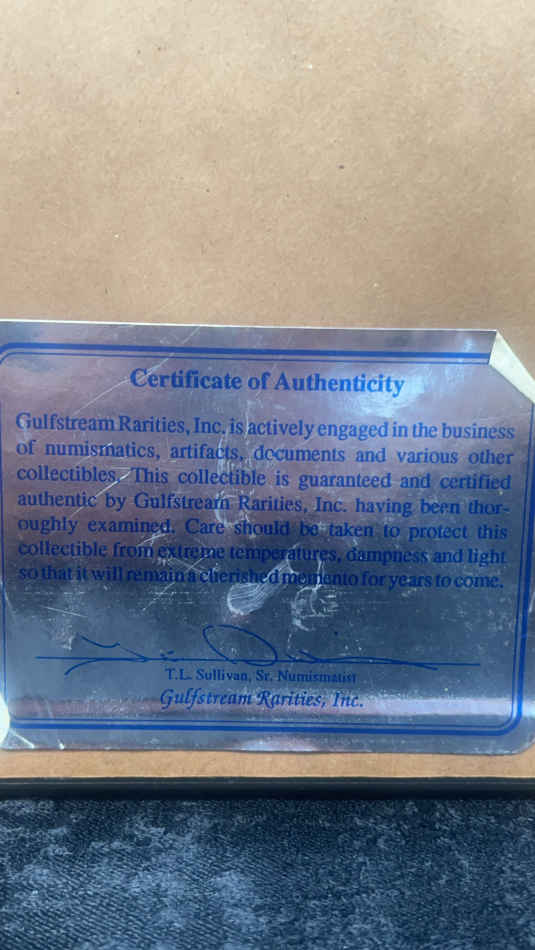 Certificate of Authenticity
Gulfstream Rarities, Inc. is actively engaged in the business
of numismatics, artifacts, documents and various other
collectibles. This collectible is guaranteed and certified
authentic by Gulfstream Rarities, Inc. having been thor-
oughly examined. Care should be taken to protect this
collectible from extreme temperatures, dampness and light
so that it will remain a cherished memento for years to come.
T.L. Sullivan, Sr. Numismatist
Gulfstream Rarities, Inc.